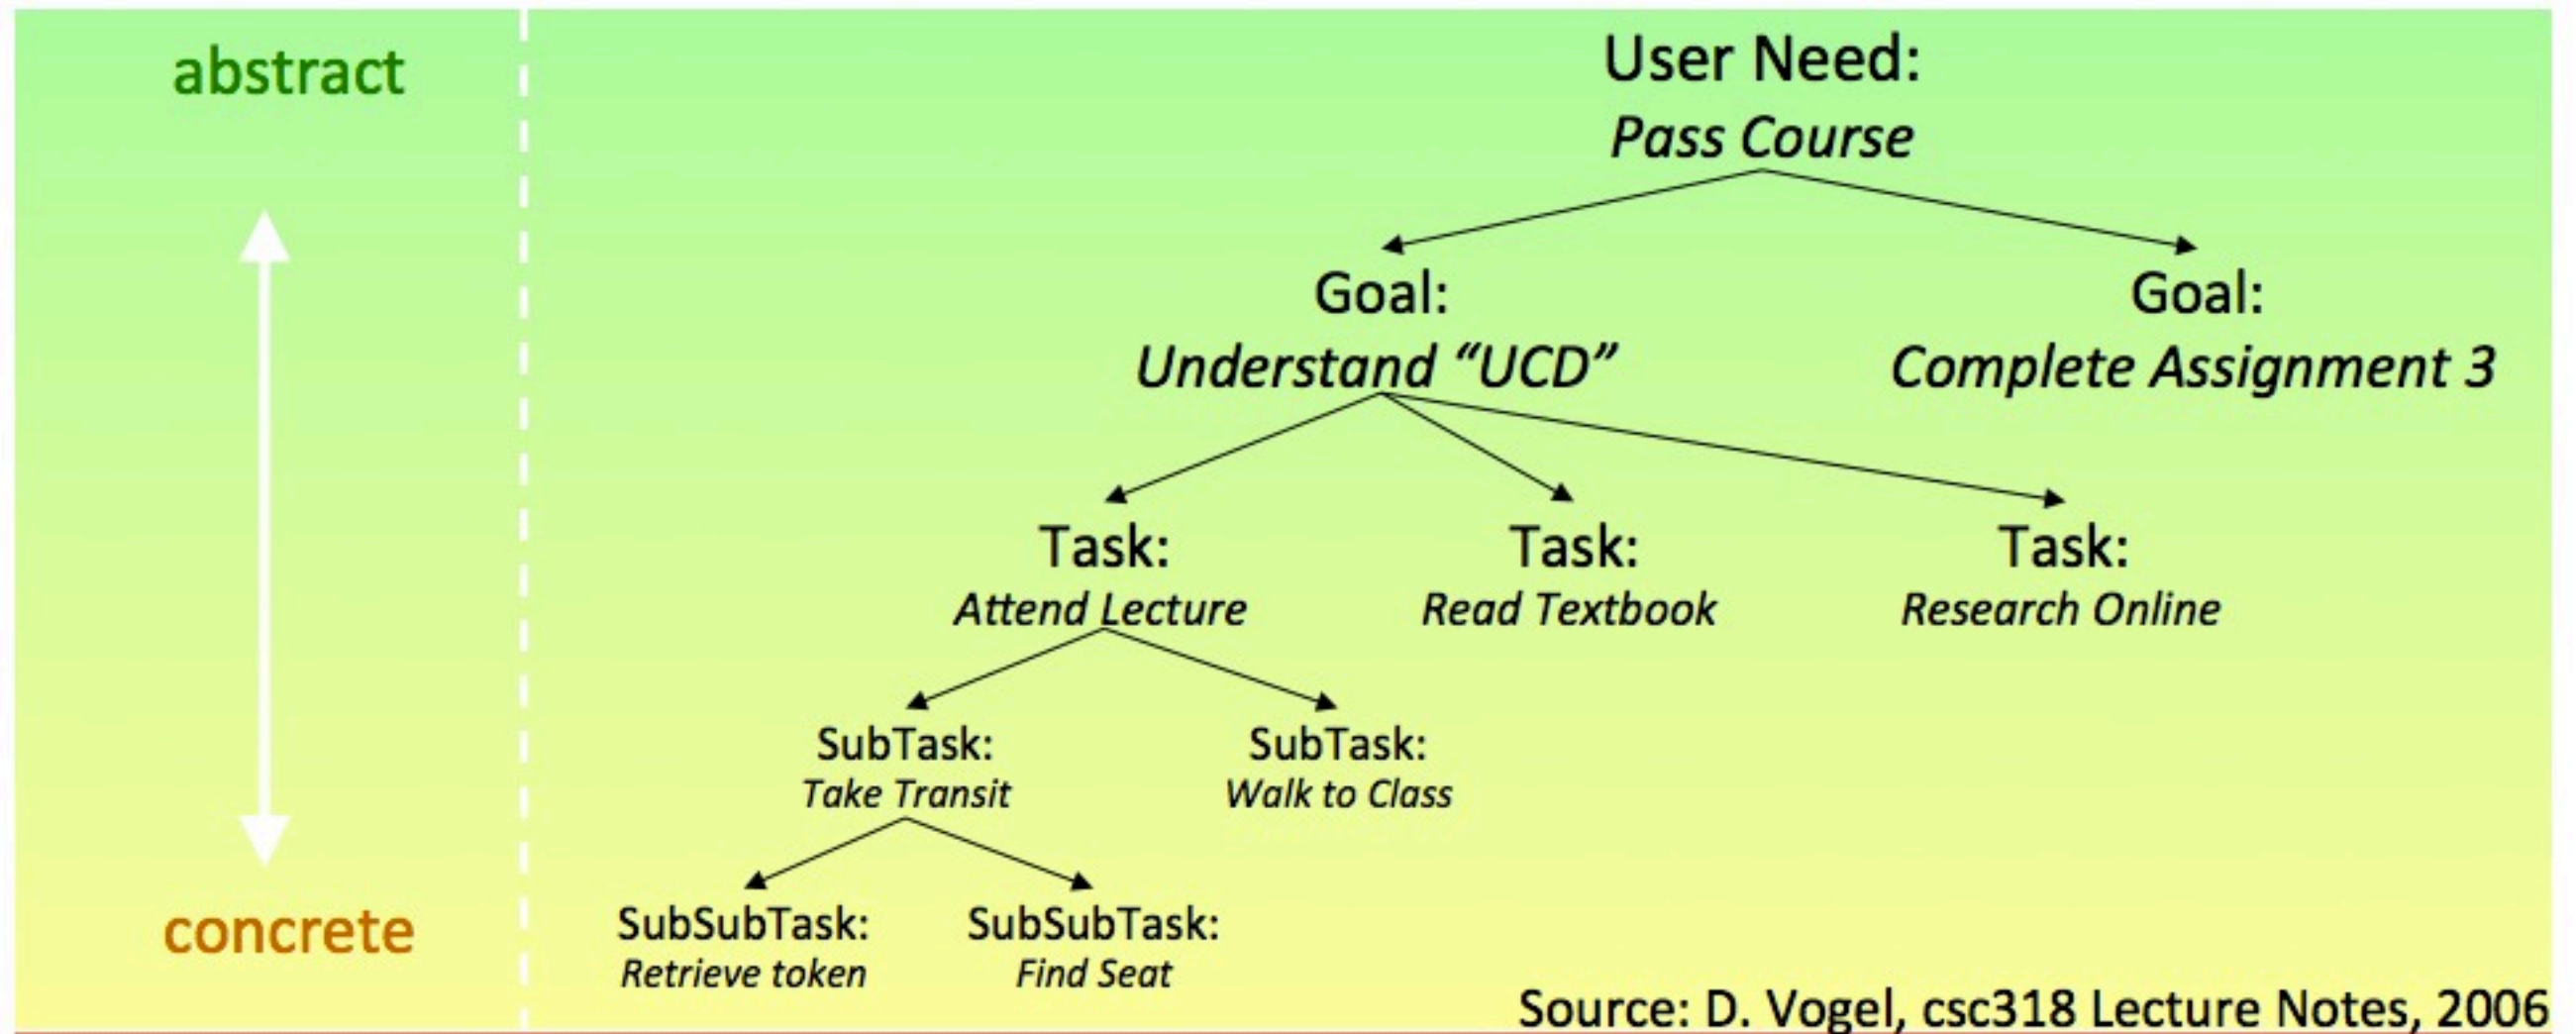 abstract
User Need:
Pass Course
Goal:
Understand “UCD”
Goal:
Complete Assignment 3
Task:
Attend Lecture
Task:
Read Textbook
Task:
Research Online
SubTask:
Take Transit
SubTask:
Walk to Class
concrete
SubSubTask:
Retrieve token
SubSubTask:
Find Seat
Source: D. Vogel, csc318 Lecture Notes, 2006